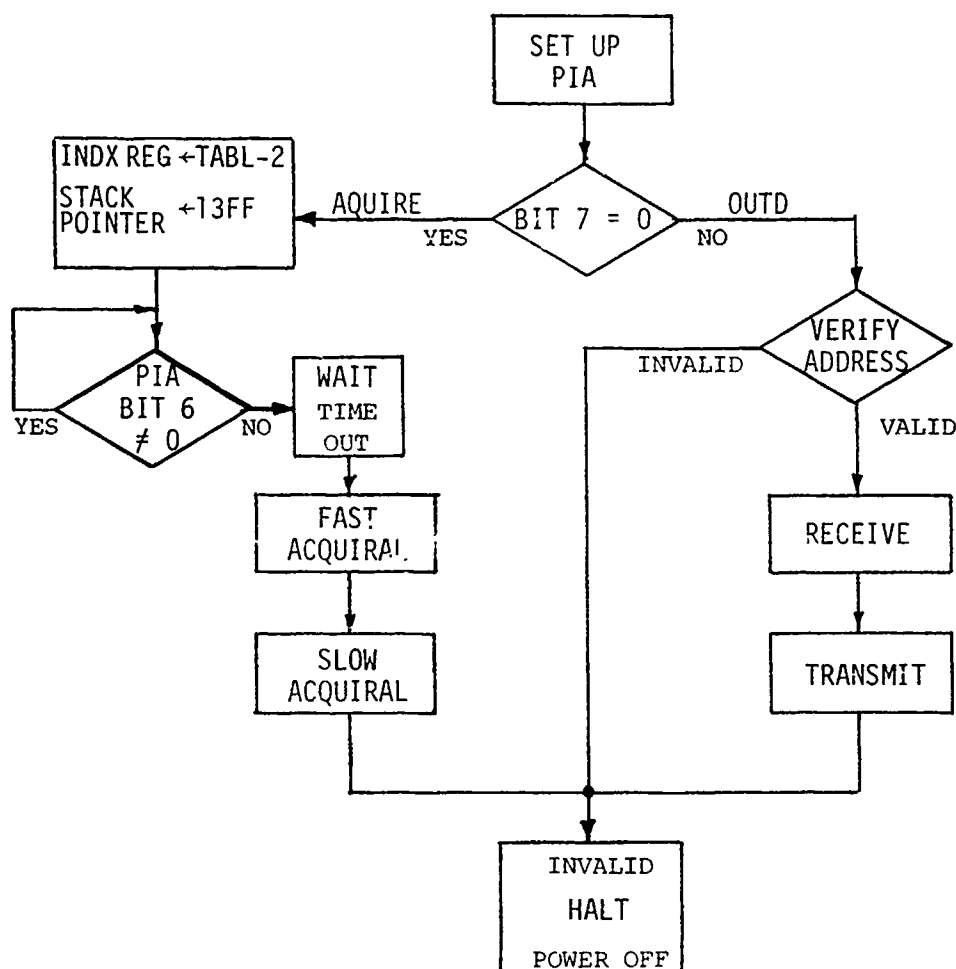 SET UP
PIA
INDX REG ←TABL-2
STACK
POINTER ←13FF
AQUIRE
YES
BIT 7 = 0
OUTD
NO
VERIFY
ADDRESS
INVALID
VALID
PIA
BIT 6
≠ 0
YES
NO
WAIT
TIME
OUT
FAST
ACQUIRAL
SLOW
ACQUIRAL
RECEIVE
TRANSMIT
INVALID
HALT
POWER OFF